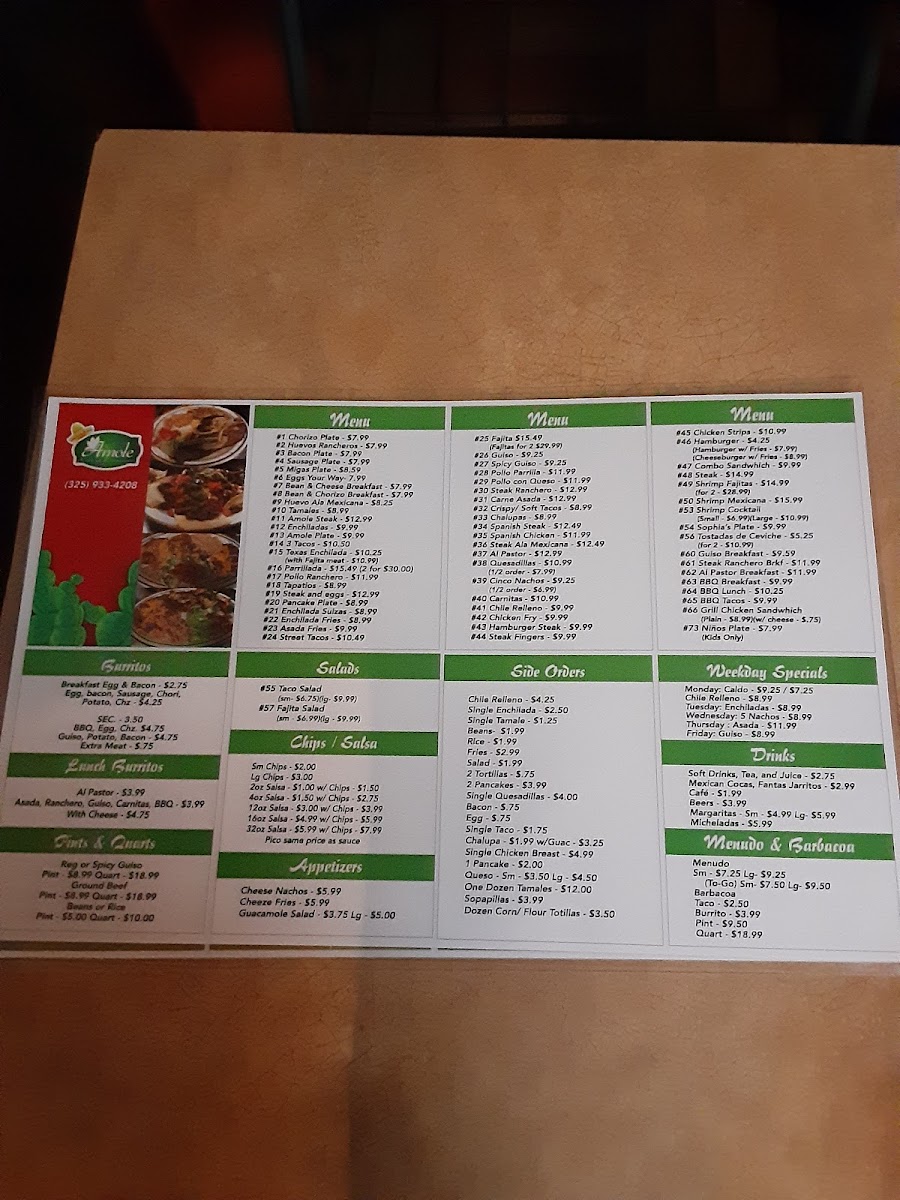 Amole
(325) 933-4208
Menu
#1 Chorizo Plate - $7.99
#2 Huevos Rancheros - $7.99
#3 Bacon Plate - $7.99
#4 Sausage Plate - $7.99
#5 Migas Plate - $8.59
#6 Eggs Your Way- 7.99
#7 Bean & Cheese Breakfast - $7.99
#8 Bean & Chorizo Breakfast - $7.99
#9 Huevo Ala Mexicana - $8.25
#10 Tamales - $8.99
#11 Amole Steak - $12.99
#12 Enchiladas - $9.99
#13 Amole Plate - $9.99
#14 3 Tacos - $10.50
#15 Texas Enchilada - $10.25
(with Fajita meat - $10.99)
#16 Parrillada - $15.49 (2 for $30.00)
#17 Pollo Ranchero - $11.99
#18 Tapatios - $8.99
#19 Steak and eggs - $12.99
#20 Pancake Plate - $8.99
#21 Enchilada Suizas - $8.99
#22 Enchilada Fries - $8.99
#23 Asada Fries - $9.99
#24 Street Tacos - $10.49
Menu
#25 Fajita $15.49
(Fajitas for 2 $29.99)
#26 Guiso - $9.25
#27 Spicy Guiso - $9.25
#28 Pollo Parrilla - $11.99
#29 Pollo con Queso - $11.99
#30 Steak Ranchero - $12.99
#31 Carne Asada - $12.99
#32 Crispy/ Soft Tacos - $8.99
#33 Chalupas - $8.99
#34 Spanish Steak - $12.49
#35 Spanish Chicken - $11.99
#36 Steak Ala Mexicana - $12.49
#37 Al Pastor - $12.99
#38 Quesadillas - $10.99
(1/2 order - $7.99)
#39 Cinco Nachos - $9.25
(1/2 order - $6.99)
#40 Carnitas - $10.99
#41 Chile Relleno - $9.99
#42 Chicken Fry - $9.99
#43 Hamburger Steak - $9.99
#44 Steak Fingers - $9.99
Menu
#45 Chicken Strips - $10.99
#46 Hamburger - $4.25
(Hamburger w/ Fries - $7.99)
(Cheeseburger w/ Fries - $8.99)
#47 Combo Sandwhich - $9.99
#48 Steak - $14.99
#49 Shrimp Fajitas - $14.99
(for 2 - $28.99)
#50 Shrimp Mexicana - $15.99
#53 Shrimp Cocktail
(Small - $6.99)(Large - $10.99)
#54 Sophia's Plate - $9.99
#56 Tostadas de Ceviche - $5.25
(for 2 - $10.99)
#60 Guiso Breakfast - $9.59
#61 Steak Ranchero Brkf - $11.99
#62 Al Pastor Breakfast - $11.99
#63 BBQ Breakfast - $9.99
#64 BBQ Lunch - $10.25
#65 BBQ Tacos - $9.99
#66 Grill Chicken Sandwhich
(Plain - $8.99)(w/ cheese - $.75)
#73 Niños Plate - $7.99
(Kids Only)
Burritos
Breakfast Egg & Bacon - $2.75
Egg, bacon, Sausage, Chori,
Potato, Chz - $4.25
SEC. - 3.50
BBQ, Egg, Chz. $4.75
Guiso, Potato, Bacon - $4.75
Extra Meat - $.75
Lunch Burritos
Al Pastor - $3.99
Asada, Ranchero, Guiso, Carnitas, BBQ - $3.99
With Cheese - $4.75
Pints & Quarts
Reg or Spicy Guiso
Pint - $8.99 Quart - $18.99
Ground Beef
Pint - $8.99 Quart - $18.99
Beans or Rice
Pint - $5.00 Quart - $10.00
Salads
#55 Taco Salad
(sm- $6.75)(lg- $9.99)
#57 Fajita Salad
(sm - $6.99)(lg - $9.99)
Chips / Salsa
Sm Chips - $2.00
Lg Chips - $3.00
2oz Salsa - $1.00 w/ Chips - $1.50
4oz Salsa - $1.50 w/ Chips - $2.75
12oz Salsa - $3.00 w/ Chips - $3.99
16oz Salsa - $4.99 w/ Chips - $5.99
32oz Salsa - $5.99 w/ Chips - $7.99
Pico same price as sauce
Appetizers
Cheese Nachos - $5.99
Cheeze Fries - $5.99
Guacamole Salad - $3.75 Lg - $5.00
Side Orders
Chile Relleno - $4.25
Single Enchilada - $2.50
Single Tamale - $1.25
Beans- $1.99
Rice - $1.99
Fries - $2.99
Salad - $1.99
2 Tortillas - $.75
2 Pancakes - $3.99
Single Quesadillas - $4.00
Bacon - $.75
Egg - $.75
Single Taco - $1.75
Chalupa - $1.99 w/Guac - $3.25
Single Chicken Breast - $4.99
1 Pancake - $2.00
Queso - Sm - $3.50 Lg - $4.50
One Dozen Tamales - $12.00
Sopapillas - $3.99
Dozen Corn/ Flour Totillas - $3.50
Weekday Specials
Monday: Caldo - $9.25 / $7.25
Chile Relleno - $8.99
Tuesday: Enchiladas - $8.99
Wednesday: 5 Nachos - $8.99
Thursday : Asada - $11.99
Friday: Guiso - $8.99
Drinks
Soft Drinks, Tea, and Juice - $2.75
Mexican Cocas, Fantas Jarritos - $2.99
Café - $1.99
Beers - $3.99
Margaritas - Sm - $4.99 Lg- $5.99
Micheladas - $5.99
Menudo & Barbacoa
Menudo
Sm - $7.25 Lg- $9.25
(To-Go) Sm- $7.50 Lg- $9.50
Barbacoa
Taco - $2.50
Burrito - $3.99
Pint - $9.50
Quart - $18.99